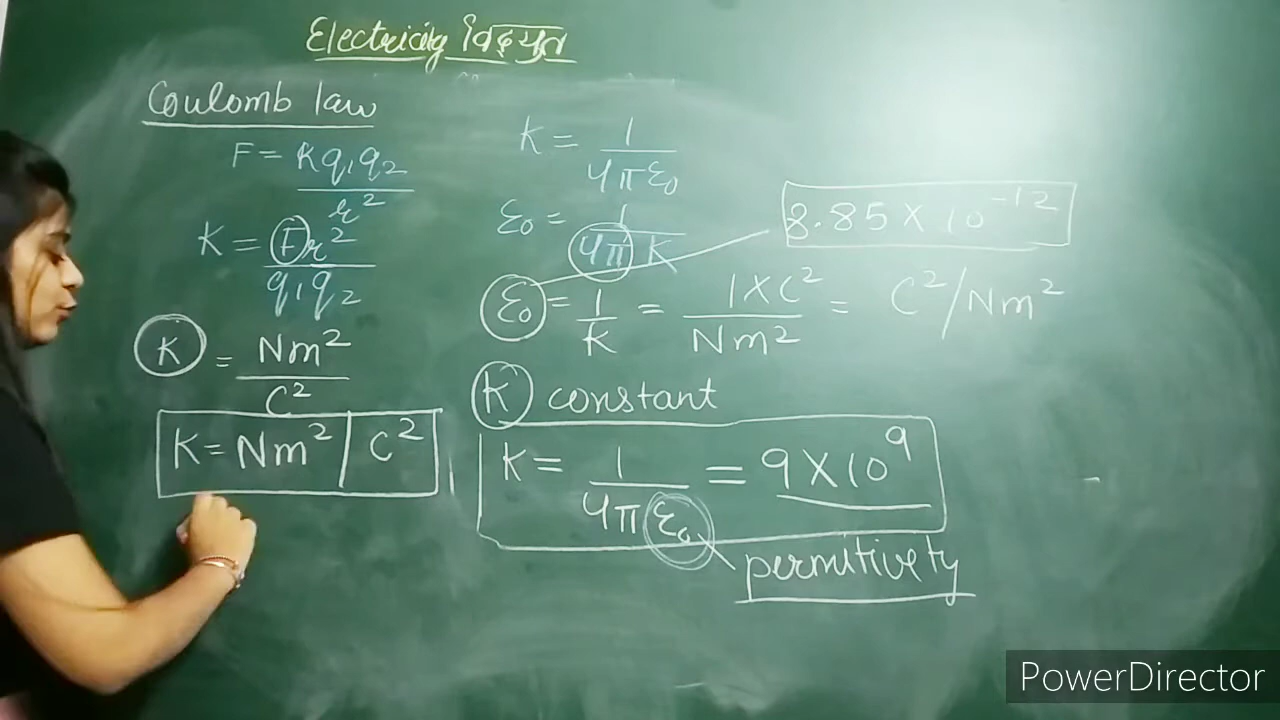 Electricity विद्युत
Coulomb law
F = Kq₁q₂ / r²
K = Fr² / q₁q₂
K = Nm² / C²
K = Nm² / C²
K = 1 / 4πε₀
ε₀ = 1 / 4π K
8.85 X 10⁻¹²
ε₀ = 1 / K = 1 X C² / Nm² = C²/Nm²
K constant
K = 1 / 4πε₀ = 9 X 10⁹
permitivety
PowerDirector